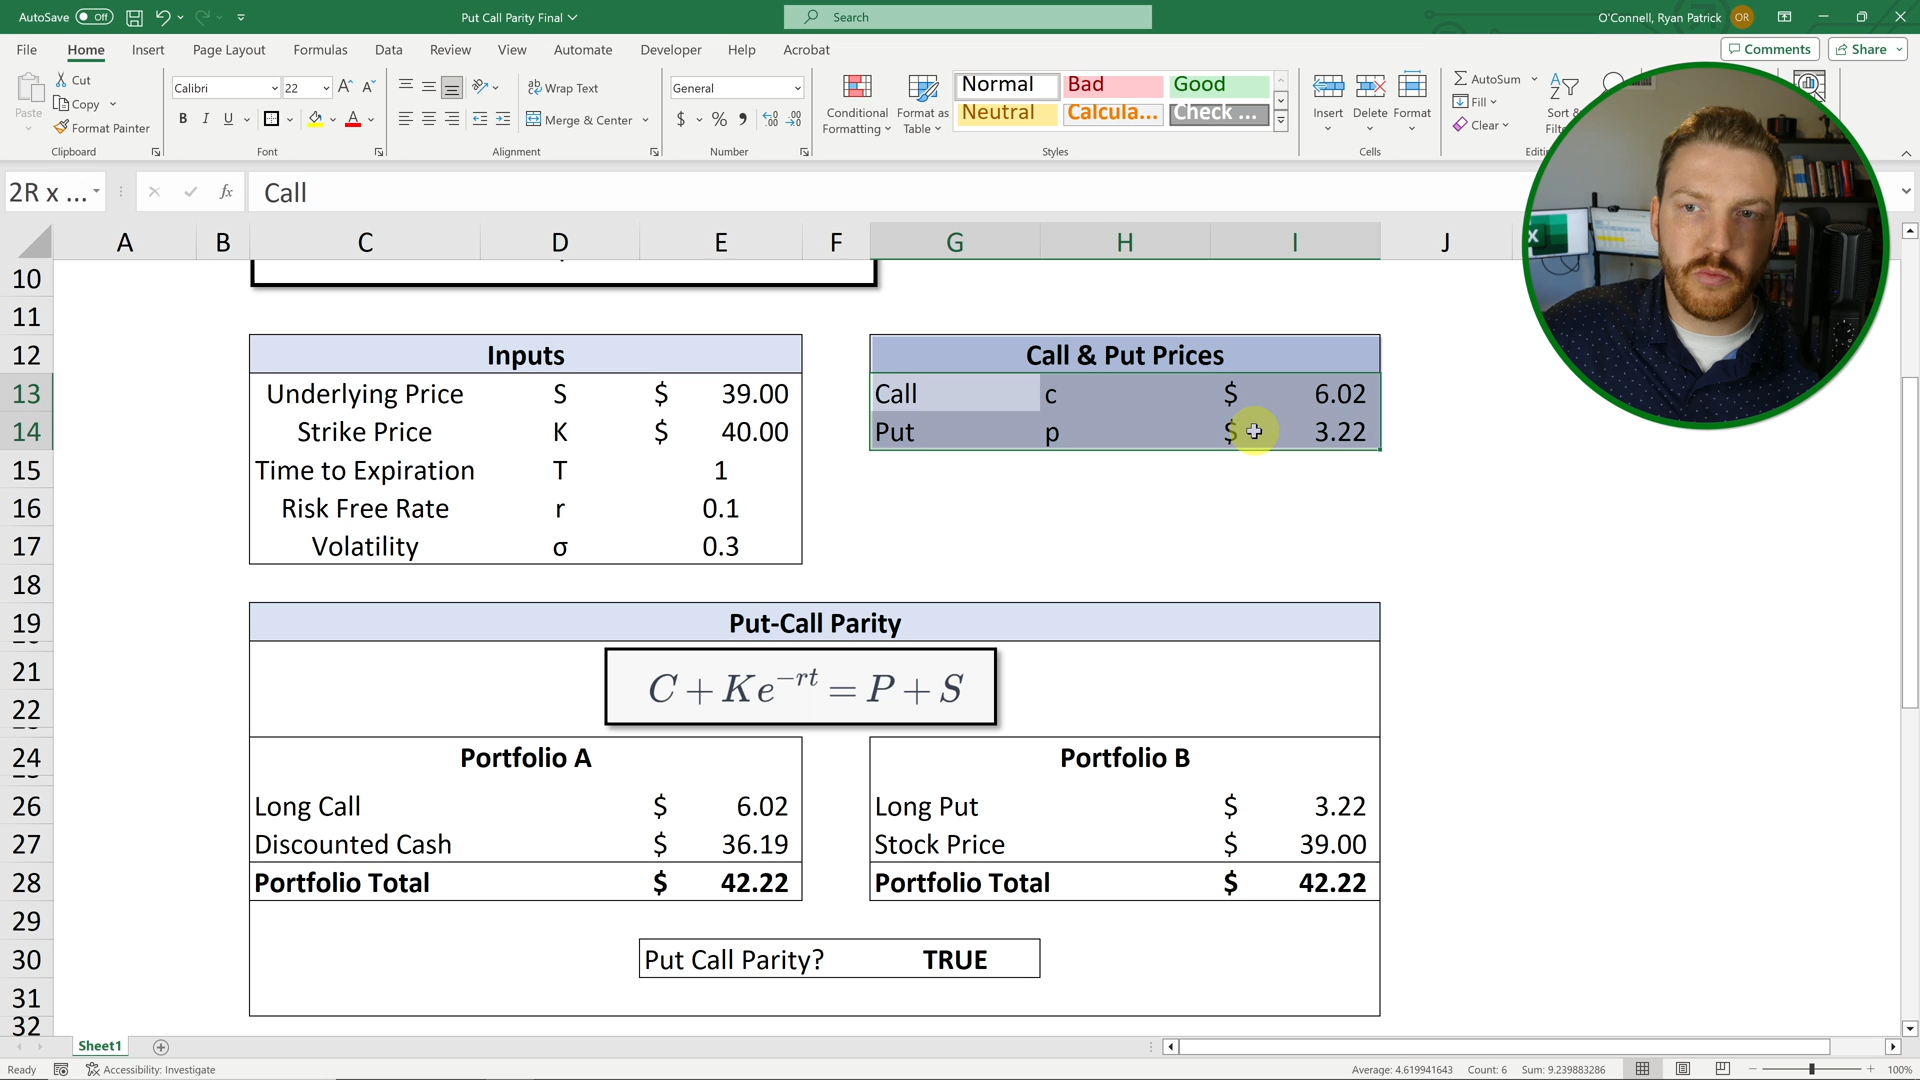 AutoSave Off Put Call Parity Final Search O'Connell, Ryan Patrick OR
File Home Insert Page Layout Formulas Data Review View Automate Developer Help Acrobat Comments Share
Paste Cut Copy Format Painter Clipboard
Calibri 22 B I U A Font
Wrap Text Merge & Center Alignment
General $ % Number
Conditional Formatting Format as Table
Normal Bad Good
Neutral Calcula... Check ...
Styles
Insert Delete Format Cells
AutoSum Fill Clear
2R x ... fx Call
A B C D E F G H I J
10
11
12 Inputs Call & Put Prices
13 Underlying Price S $ 39.00 Call c $ 6.02
14 Strike Price K $ 40.00 Put p $ 3.22
15 Time to Expiration T 1
16 Risk Free Rate r 0.1
17 Volatility σ 0.3
18
19 Put-Call Parity
21 C + Ke^{-rt} = P + S
22
24 Portfolio A Portfolio B
26 Long Call $ 6.02 Long Put $ 3.22
27 Discounted Cash $ 36.19 Stock Price $ 39.00
28 Portfolio Total $ 42.22 Portfolio Total $ 42.22
29
30 Put Call Parity? TRUE
31
32
Sheet1
Ready Accessibility: Investigate Average: 4.619941643 Count: 6 Sum: 9.239883286 100%